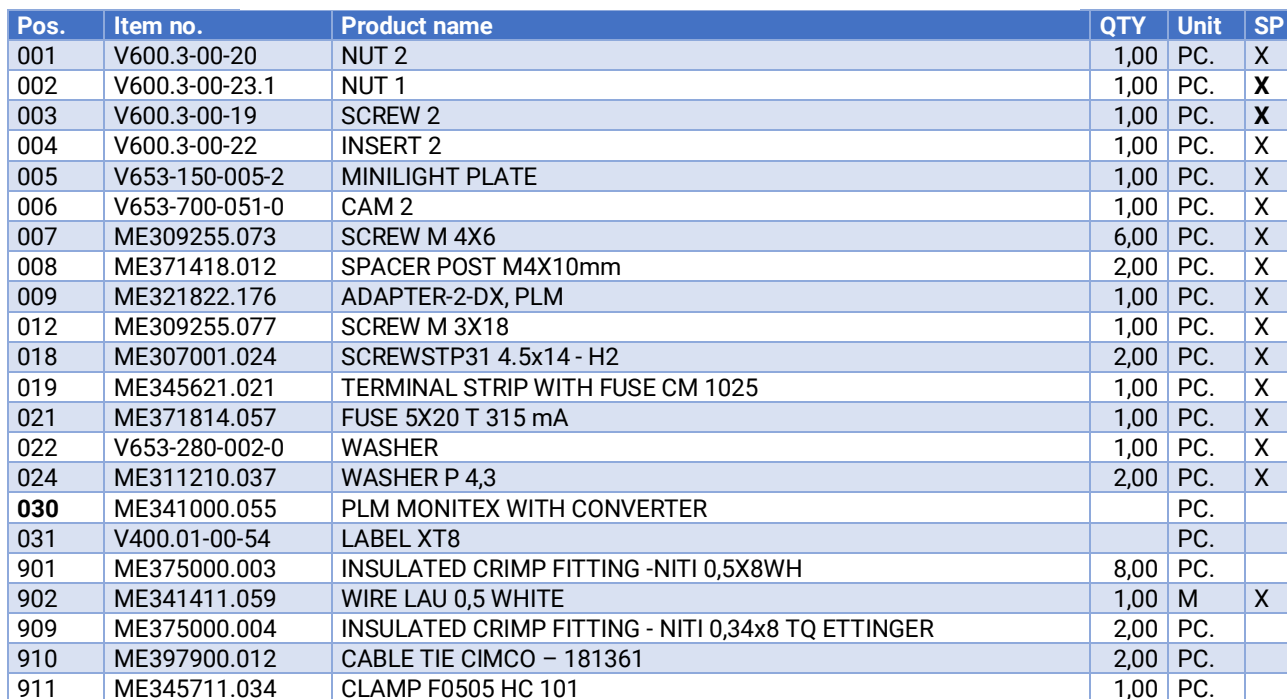 Pos. Item no. Product name QTY Unit SP
001 V600.3-00-20 NUT 2 1,00 PC. X
002 V600.3-00-23.1 NUT 1 1,00 PC. X
003 V600.3-00-19 SCREW 2 1,00 PC. X
004 V600.3-00-22 INSERT 2 1,00 PC. X
005 V653-150-005-2 MINILIGHT PLATE 1,00 PC. X
006 V653-700-051-0 CAM 2 1,00 PC. X
007 ME309255.073 SCREW M 4X6 6,00 PC. X
008 ME371418.012 SPACER POST M4X10mm 2,00 PC. X
009 ME321822.176 ADAPTER-2-DX, PLM 1,00 PC. X
012 ME309255.077 SCREW M 3X18 1,00 PC. X
018 ME307001.024 SCREWSTP31 4.5x14 - H2 2,00 PC. X
019 ME345621.021 TERMINAL STRIP WITH FUSE CM 1025 1,00 PC. X
021 ME371814.057 FUSE 5X20 T 315 mA 1,00 PC. X
022 V653-280-002-0 WASHER 1,00 PC. X
024 ME311210.037 WASHER P 4,3 2,00 PC. X
030 ME341000.055 PLM MONITEX WITH CONVERTER PC.
031 V400.01-00-54 LABEL XT8 PC.
901 ME375000.003 INSULATED CRIMP FITTING -NITI 0,5X8WH 8,00 PC.
902 ME341411.059 WIRE LAU 0,5 WHITE 1,00 M X
909 ME375000.004 INSULATED CRIMP FITTING - NITI 0,34x8 TQ ETTINGER 2,00 PC.
910 ME397900.012 CABLE TIE CIMCO – 181361 2,00 PC.
911 ME345711.034 CLAMP F0505 HC 101 1,00 PC.